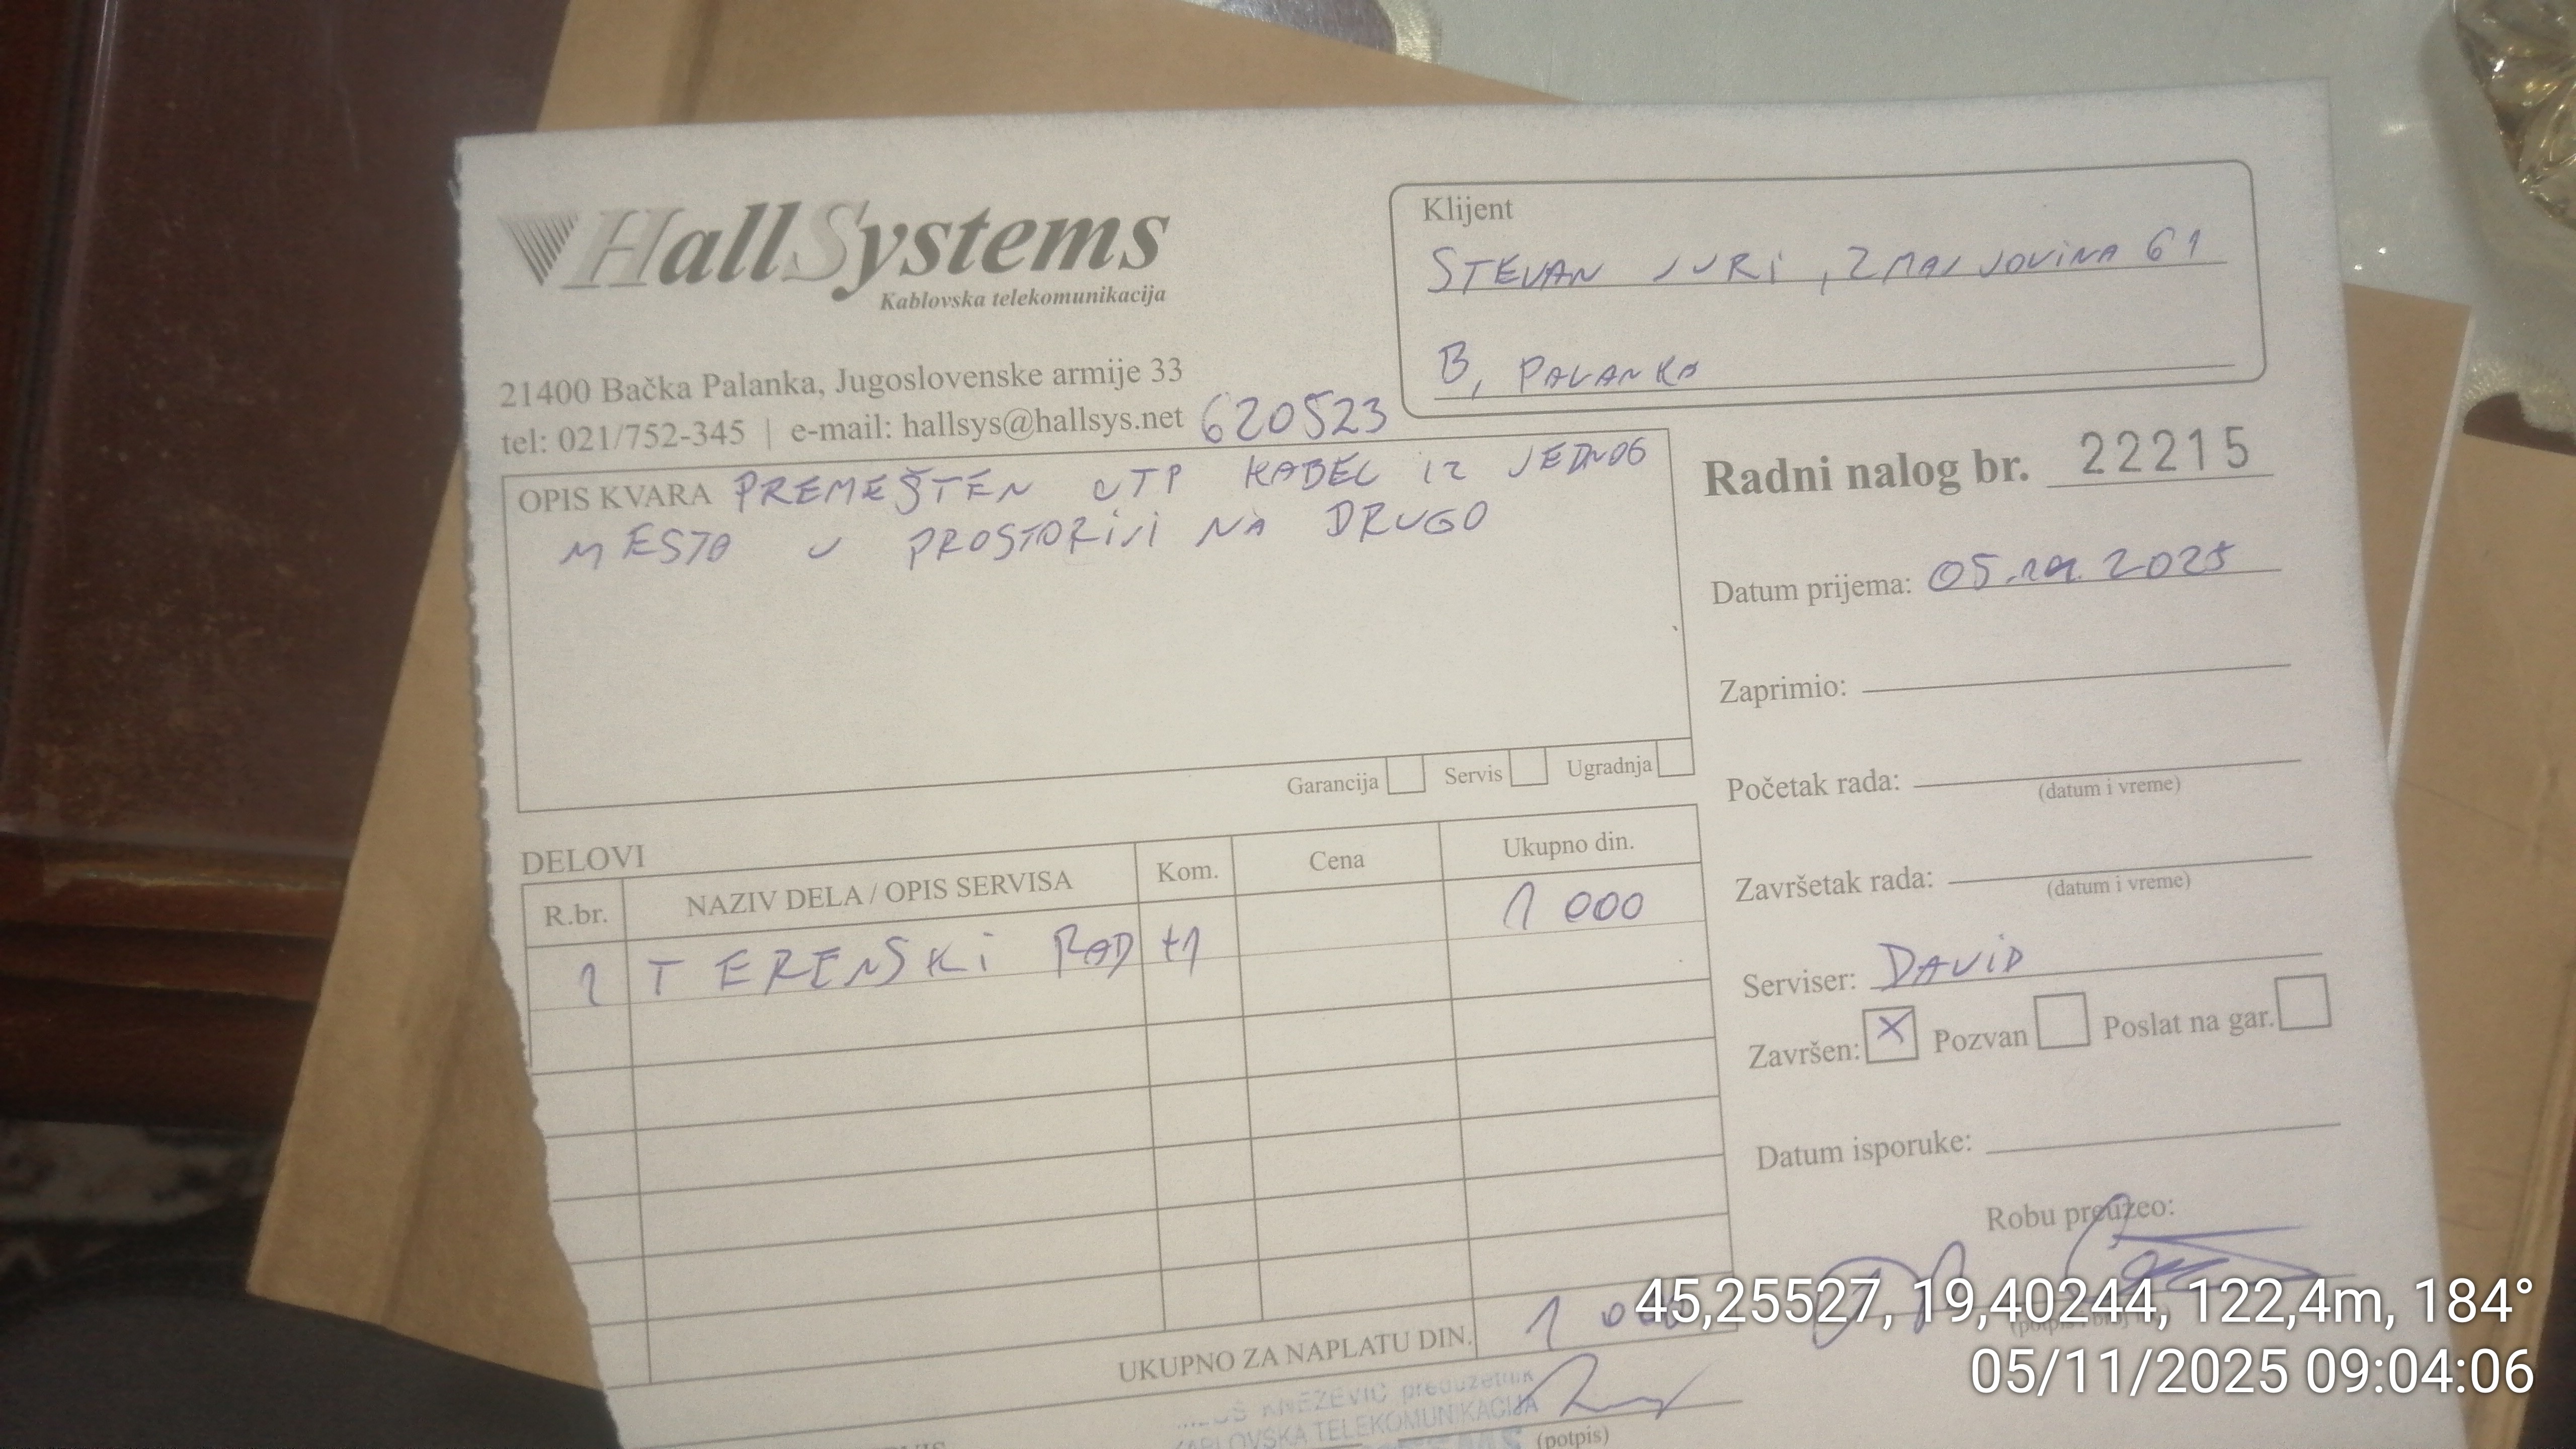 HallSystems
Kablovska telekomunikacija
21400 Bačka Palanka, Jugoslovenske armije 33
tel: 021/752-345 | e-mail: hallsys@hallsys.net
620523
Klijent
STEVAN JURI, ZMAJ JOVINA 61
B, PALANKA
OPIS KVARA PREMEŠTEN UTP KABEL IZ JEDNOG
MESTA U PROSTORIJI NA DRUGO
Garancija Servis Ugradnja
Radni nalog br. 22215
Datum prijema: 05.11.2025
Zaprimio:
Početak rada:
(datum i vreme)
Završetak rada:
(datum i vreme)
Serviser: DAVID
Završen: X Pozvan Poslat na gar.
Datum isporuke:
Robu preuzeo:
DELOVI
R.br. NAZIV DELA / OPIS SERVISA Kom. Cena Ukupno din.
1 TERENSKI RAD +1 1 000
UKUPNO ZA NAPLATU DIN. 1 000
KNEŽEVIĆ preduzetnik
KABLOVSKA TELEKOMUNIKACIJA
(potpis)
45,25527, 19,40244, 122,4m, 184°
05/11/2025 09:04:06